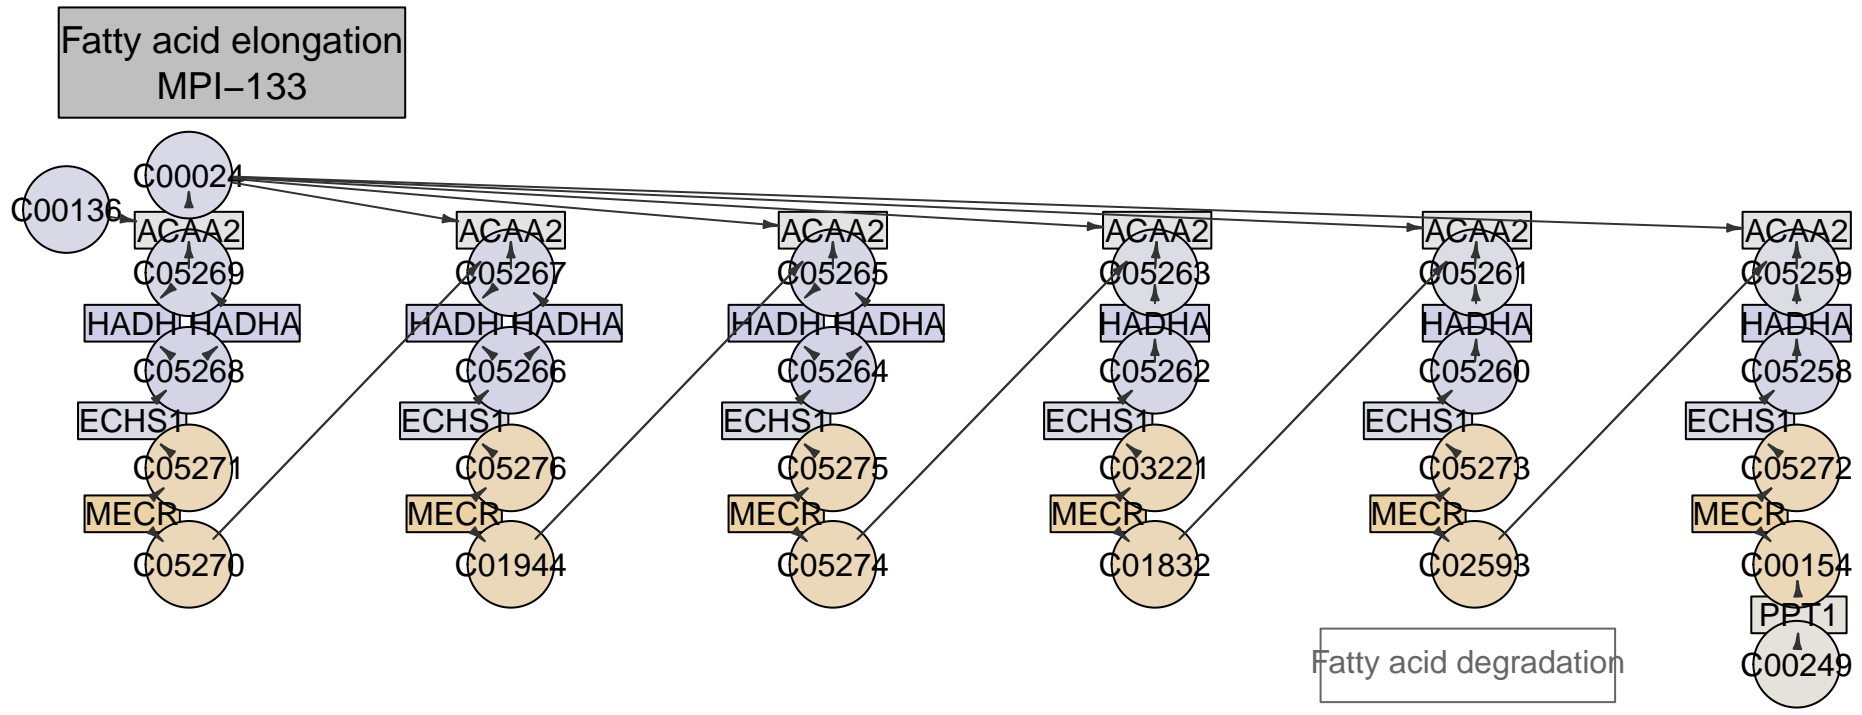 Fatty acid elongation
MPI−133
C00024
C00136
ACAA2 ACAA2 ACAA2 ACAA2 ACAA2 ACAA2
C05269 C05267 C05265 C05263 C05261 C05259
HADH HADHA HADH HADHA HADH HADHA HADHA HADHA HADHA
C05268 C05266 C05264 C05262 C05260 C05258
ECHS1 ECHS1 ECHS1 ECHS1 ECHS1 ECHS1
C05271 C05276 C05275 C03221 C05273 C05272
MECR MECR MECR MECR MECR MECR
C05270 C01944 C05274 C01832 C02593 C00154
PPT1
Fatty acid degradation C00249